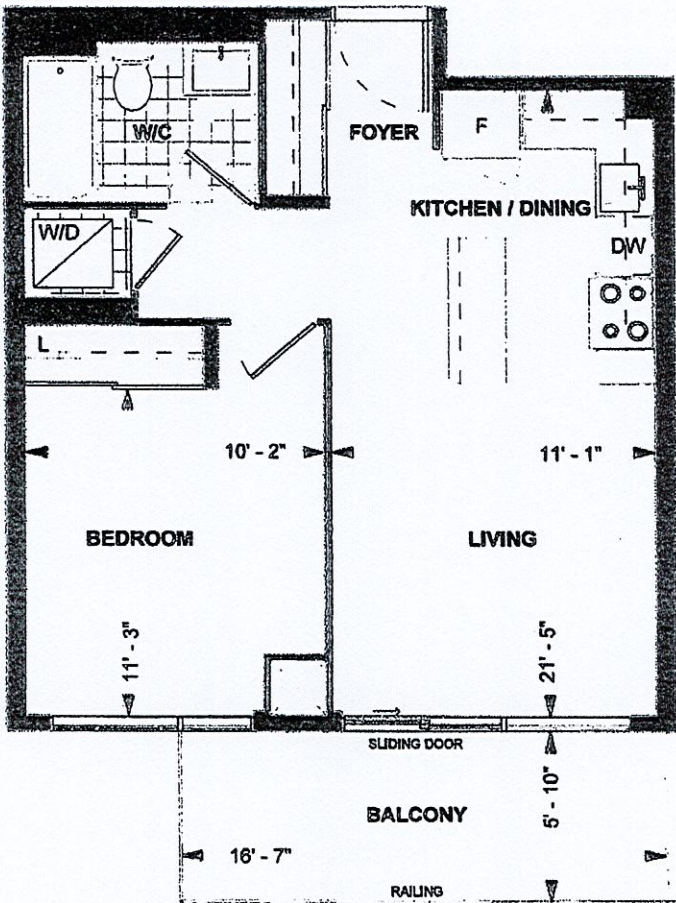 W/C
FOYER
F
KITCHEN / DINING
W/D
DW
L
10' - 2"
11' - 1"
BEDROOM
LIVING
11' - 3"
21' - 5"
SLIDING DOOR
BALCONY
5' - 10"
16' - 7"
RAILING